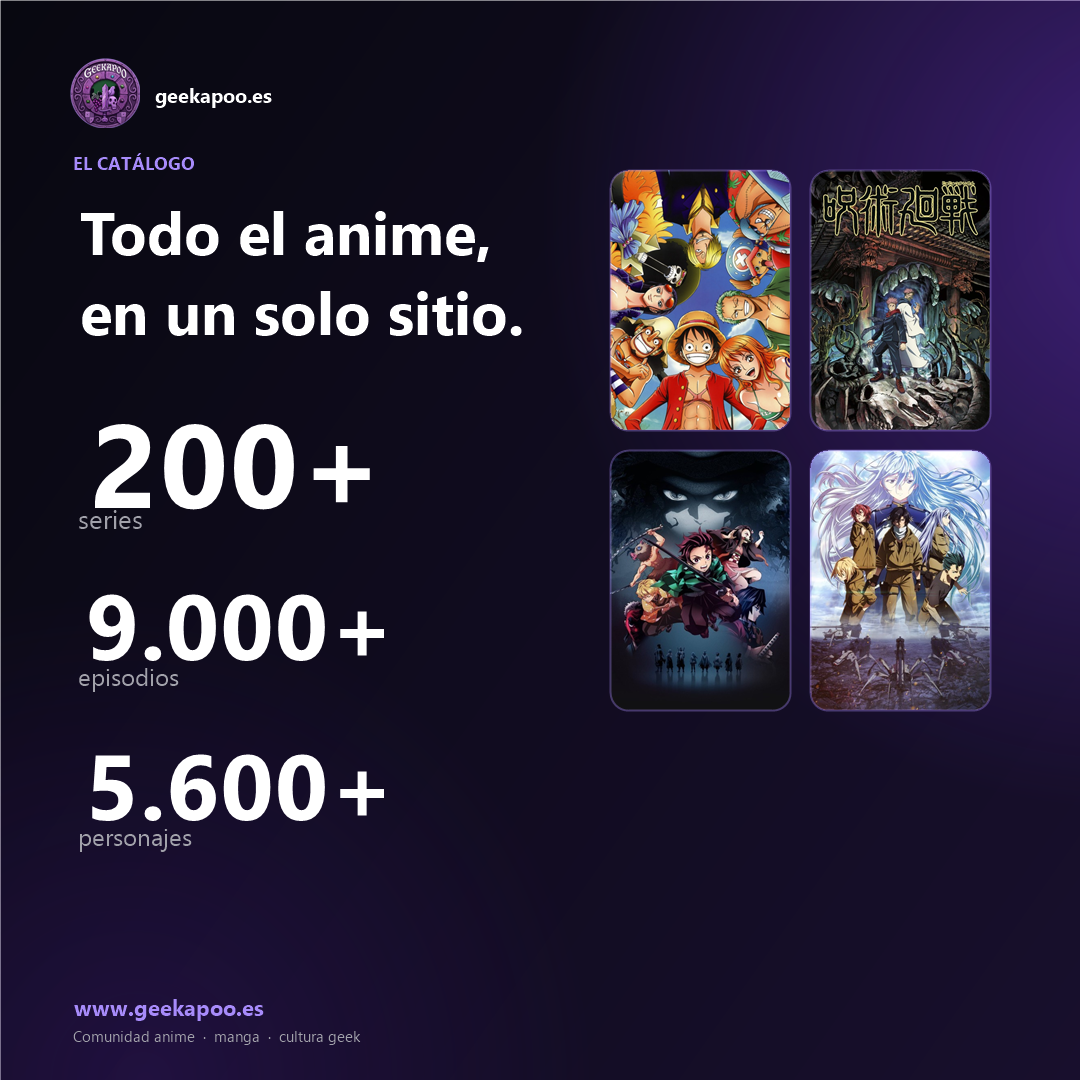 GEEKAPOO
geekapoo.es
EL CATÁLOGO
Todo el anime,
en un solo sitio.
200+
series
9.000+
episodios
5.600+
personajes
呪術廻戦
www.geekapoo.es
Comunidad anime · manga · cultura geek